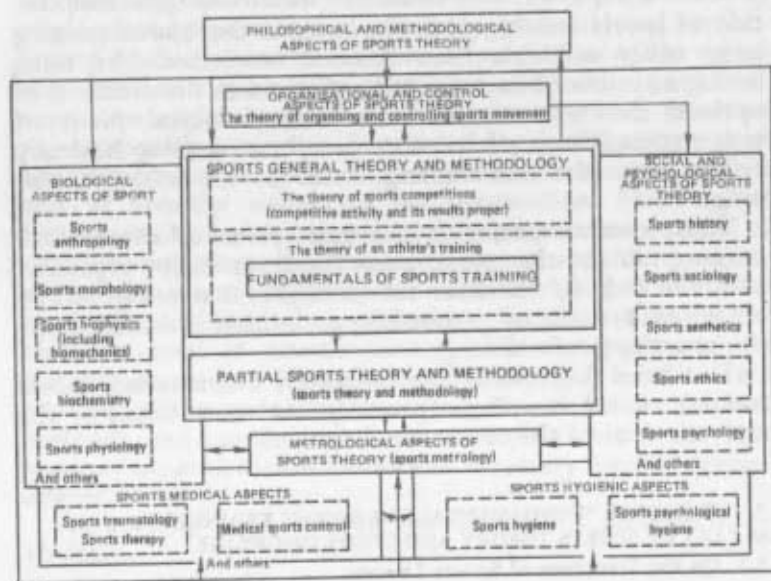 PHILOSOPHICAL AND METHODOLOGICAL
ASPECTS OF SPORTS THEORY
ORGANISATIONAL AND CONTROL
ASPECTS OF SPORTS THEORY
The theory of organising and controlling sports movement
BIOLOGICAL
ASPECTS OF SPORT
Sports
anthropology
Sports morphology
Sports biophysics
(including
biomechanics)
Sports
biochemistry
Sports physiology
And others
SPORTS GENERAL THEORY AND METHODOLOGY
The theory of sports competitions
(competitive activity and its results proper)
The theory of an athlete's training
FUNDAMENTALS OF SPORTS TRAINING
PARTIAL SPORTS THEORY AND METHODOLOGY
(sports theory and methodology)
METROLOGICAL ASPECTS OF
SPORTS THEORY (sports metrology)
SOCIAL AND
PSYCHOLOGICAL
ASPECTS OF SPORTS
THEORY
Sports history
Sports sociology
Sports aesthetics
Sports ethics
Sports psychology
And others
SPORTS MEDICAL ASPECTS
Sports traumatology
Sports therapy
Medical sports control
And others
SPORTS HYGIENIC ASPECTS
Sports hygiene
Sports psychological
hygiene
And others